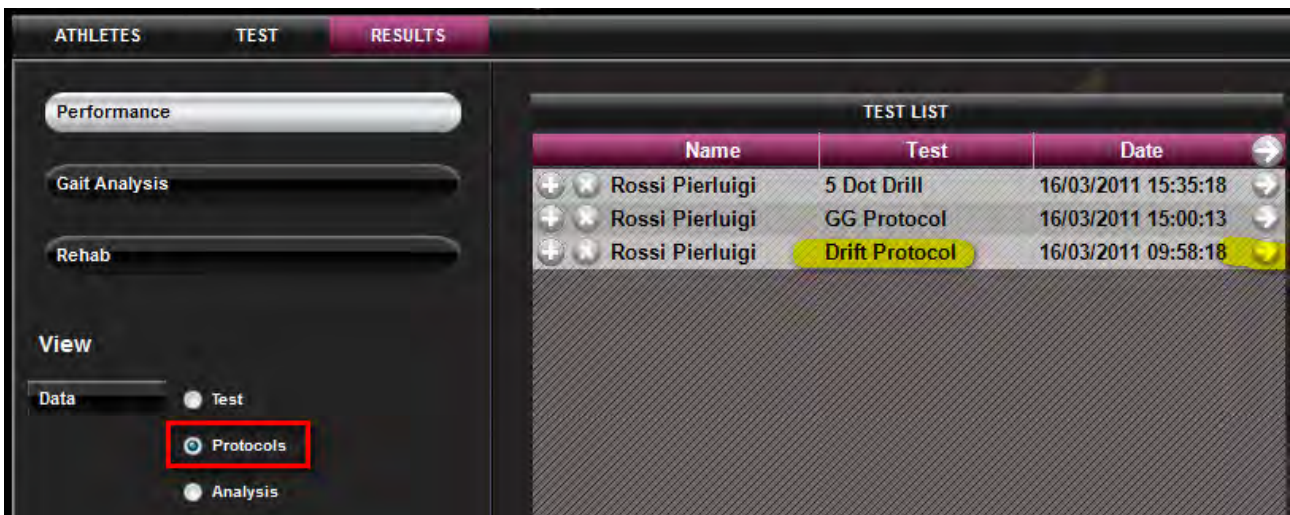 ATHLETES TEST RESULTS
Performance
Gait Analysis
Rehab
View
Data
Test
Protocols
Analysis
TEST LIST
Name Test Date
Rossi Pierluigi 5 Dot Drill 16/03/2011 15:35:18
Rossi Pierluigi GG Protocol 16/03/2011 15:00:13
Rossi Pierluigi Drift Protocol 16/03/2011 09:58:18